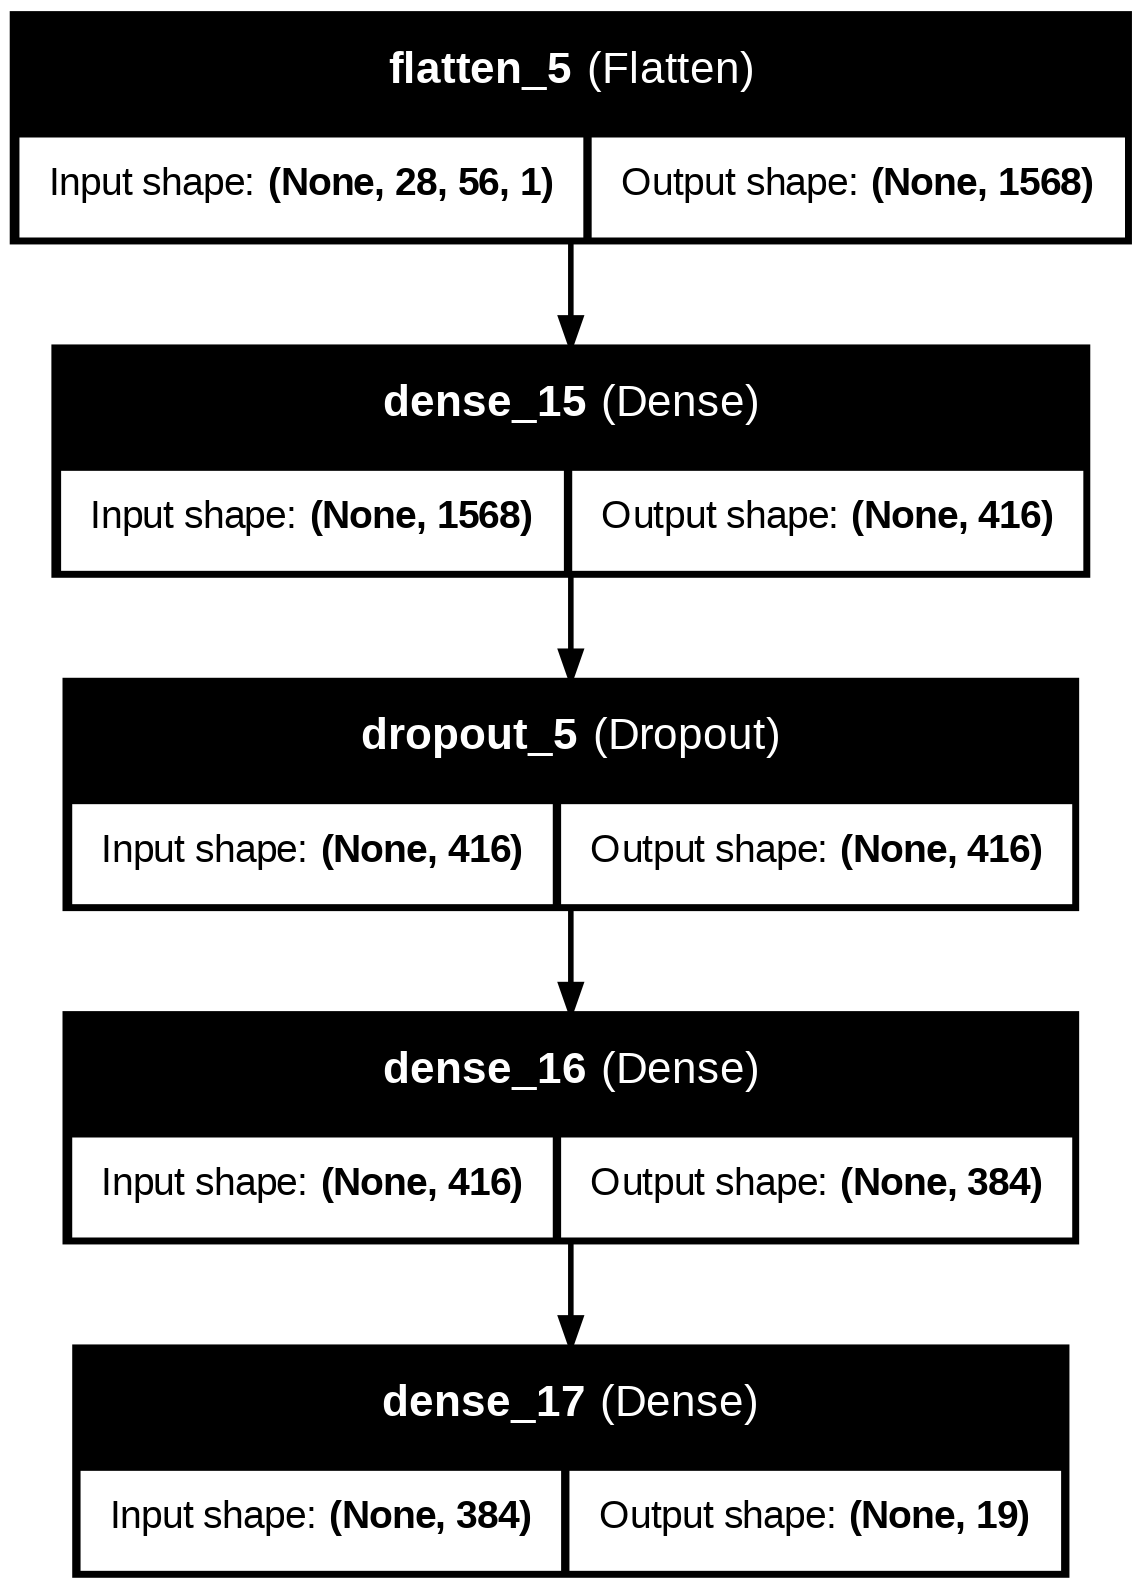 flatten_5 (Flatten)
Input shape: (None, 28, 56, 1) Output shape: (None, 1568)
dense_15 (Dense)
Input shape: (None, 1568) Output shape: (None, 416)
dropout_5 (Dropout)
Input shape: (None, 416) Output shape: (None, 416)
dense_16 (Dense)
Input shape: (None, 416) Output shape: (None, 384)
dense_17 (Dense)
Input shape: (None, 384) Output shape: (None, 19)